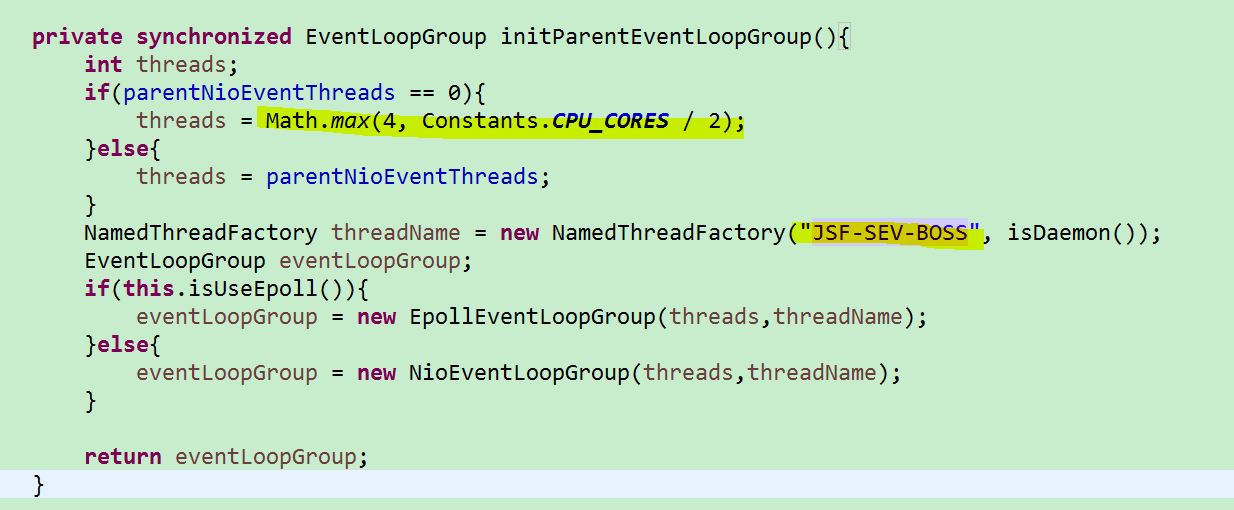 private synchronized EventLoopGroup initParentEventLoopGroup(){
    int threads;
    if(parentNioEventThreads == 0){
        threads = Math.max(4, Constants.CPU_CORES / 2);
    }else{
        threads = parentNioEventThreads;
    }
    NamedThreadFactory threadName = new NamedThreadFactory("JSF-SEV-BOSS", isDaemon());
    EventLoopGroup eventLoopGroup;
    if(this.isUseEpoll()){
        eventLoopGroup = new EpollEventLoopGroup(threads,threadName);
    }else{
        eventLoopGroup = new NioEventLoopGroup(threads,threadName);
    }
    return eventLoopGroup;
}